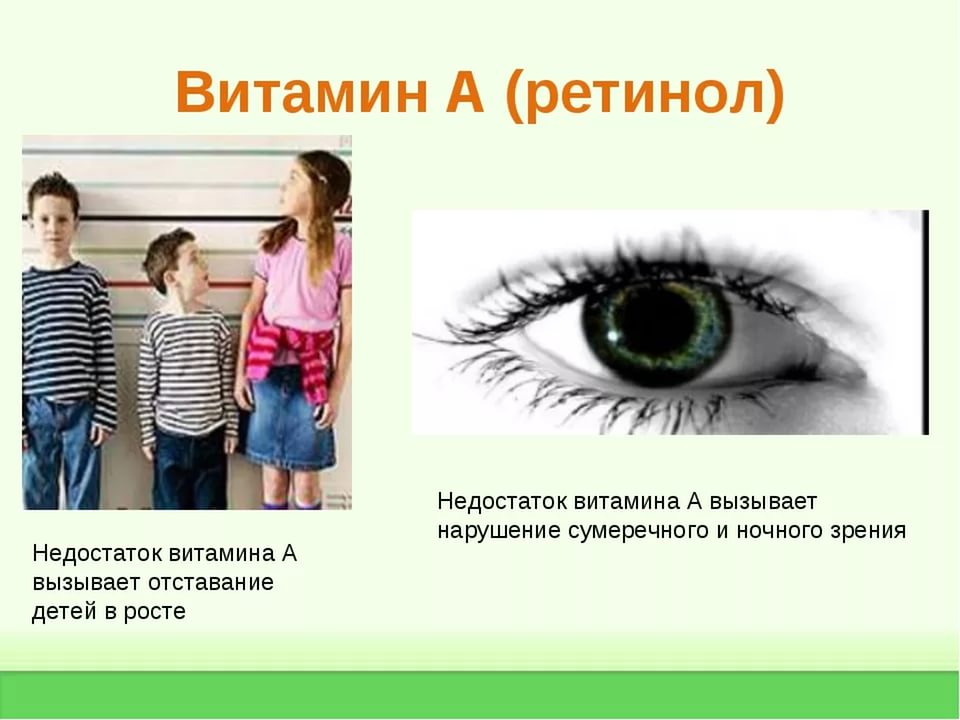 Витамин А (ретинол)
Недостаток витамина А вызывает
нарушение сумеречного и ночного зрения
Недостаток витамина А
вызывает отставание
детей в росте